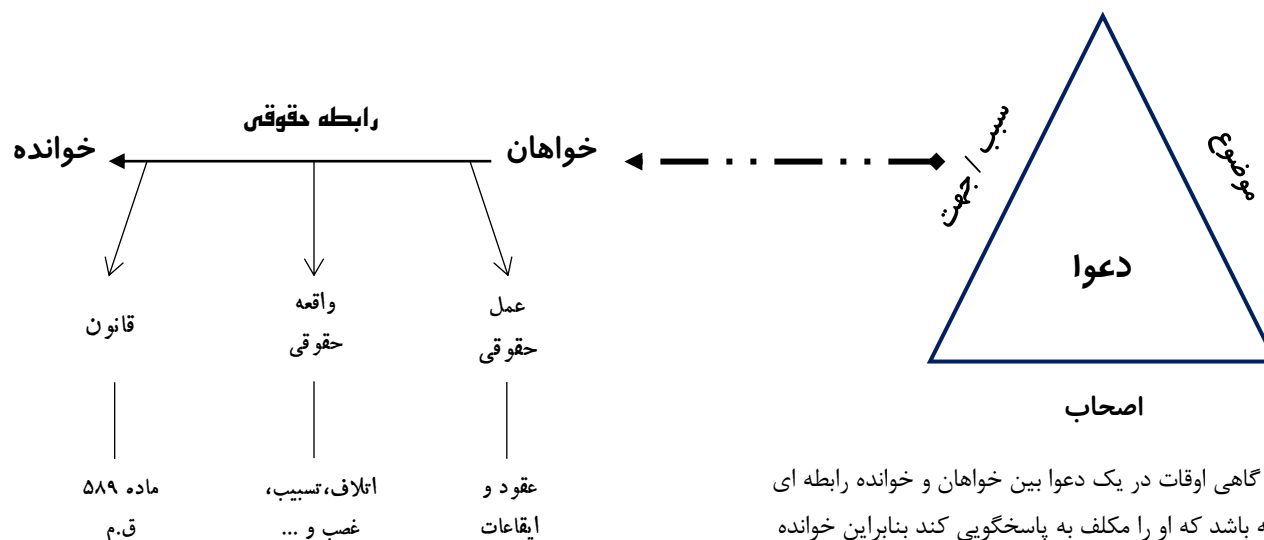 موضوع
سبب / جهت
دعوا
اصحاب
رابطه حقوقی
خواهان
خوانده
عمل
حقوقی
واقعه
حقوقی
قانون
عقود و
ایقاعات
اتلاف،تسبیب،
غصب و ...
ماده ۵۸۹
ق.م
گاهی اوقات در یک دعوا بین خواهان و خوانده رابطه ای
ه باشد که او را مکلف به پاسخگویی کند بنابراین خوانده